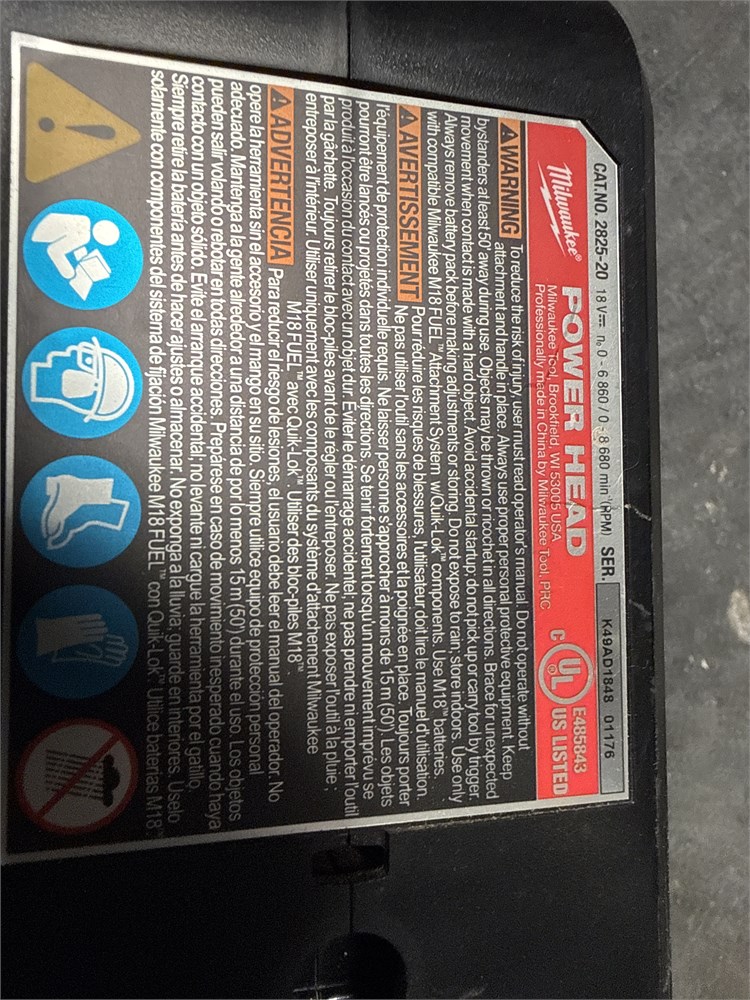 CAT.NO. 2825-20 18 V⎓ n₀ 0 - 6 860 / 0 - 8 680 min⁻¹(RPM) SER. K49AD1848 01176
Milwaukee®
POWER HEAD
Milwaukee Tool, Brookfield, WI 53005 USA
Professionally made in China by Milwaukee Tool, PRC
C UL® US LISTED
E485843
⚠WARNING To reduce the risk of injury, user must read operator's manual. Do not operate without
attachment and handle in place. Always use proper personal protective equipment. Keep
bystanders at least 50' away during use. Objects may be thrown or ricochet in all directions. Brace for unexpected
movement when contact is made with a hard object. Avoid accidental startup, do not pick up or carry tool by trigger.
Always remove battery pack before making adjustments or storing. Do not expose to rain, store indoors. Use only
with compatible Milwaukee M18 FUEL™ Attachment System w/Quik-Lok™ components. Use M18™ batteries.
⚠AVERTISSEMENT Pour réduire les risques de blessures, l'utilisateur doit lire le manuel d'utilisation.
Ne pas utiliser l'outil sans les accessoires et la poignée en place. Toujours porter
l'équipement de protection individuelle requis. Ne laisser personne s'approcher à moins de 15 m (50'). Les objets
pourront être lancés ou projetés dans toutes les directions. Se tenir fortement lorsqu'un mouvement imprévu se
produit à l'occasion du contact avec un objet dur. Éviter le démarrage accidentel; ne pas prendre ni emporter l'outil
par la gâchette. Toujours retirer le bloc-piles avant de le régler ou l'entreposer. Ne pas exposer l'outil à la pluie ;
entreposer à l'intérieur. Utiliser uniquement avec les composants du système d'attachement Milwaukee
M18 FUEL™ avec Quik-Lok™. Utiliser des bloc-piles M18™
⚠ADVERTENCIA Para reducir el riesgo de lesiones, el usuario debe leer el manual del operador. No
opere la herramienta sin el accesorio y el mango en su sitio. Siempre utilice equipo de protección personal
adecuado. Mantenga a la gente alrededor a una distancia de por lo menos 15 m (50') durante el uso. Los objetos
pueden salir volando o rebotar en todas direcciones. Prepárese en caso de movimiento inesperado cuando haya
contacto con un objeto sólido. Evite el arranque accidental; no levante ni cargue la herramienta por el gatillo.
Siempre retire la batería antes de hacer ajustes o almacenar. No exponga a la lluvia, guarde en interiores. Úselo
solamente con componentes del sistema de fijación Milwaukee M18 FUEL™ con Quik-Lok™ Utilice baterías M18™